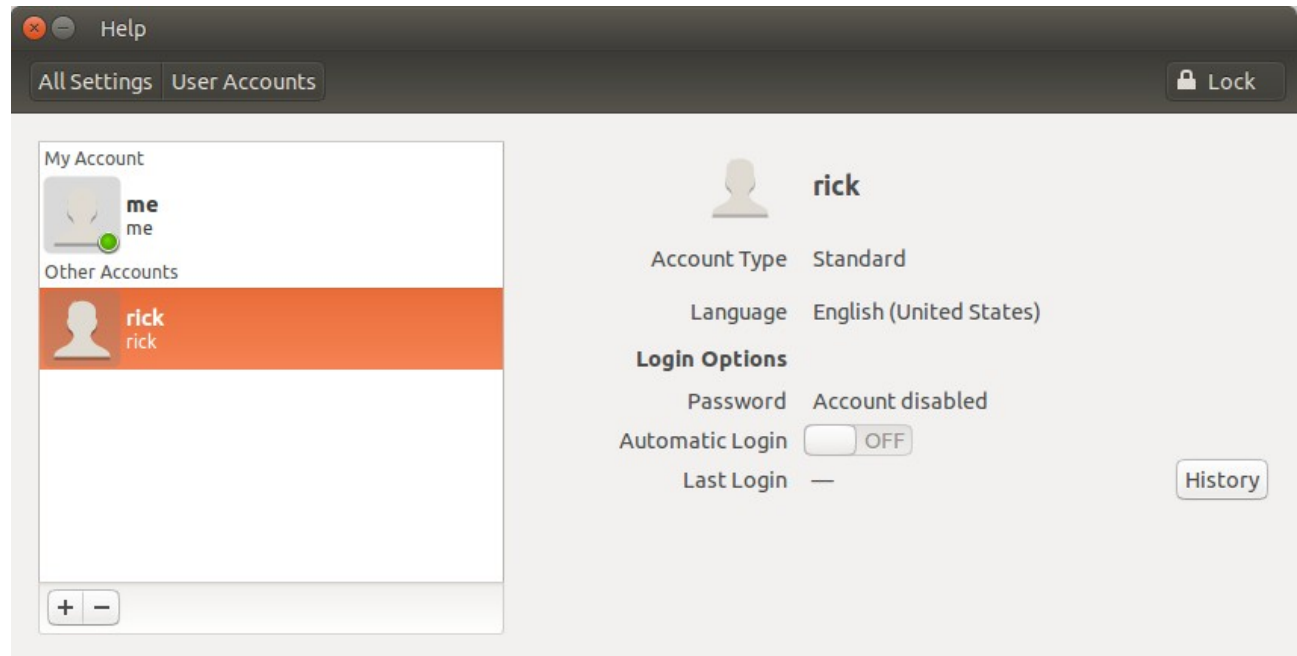 Help
All Settings User Accounts
Lock
My Account
me
me
Other Accounts
rick
rick
+ −
rick
Account Type Standard
Language English (United States)
Login Options
Password Account disabled
Automatic Login OFF
Last Login —
History